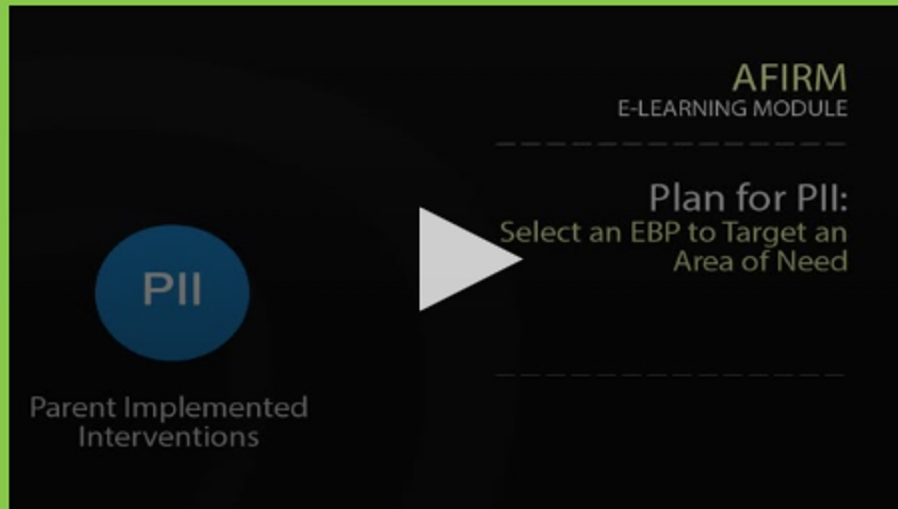 AFIRM
E-LEARNING MODULE
Plan for PII:
Select an EBP to Target an
Area of Need
PII
Parent Implemented
Interventions